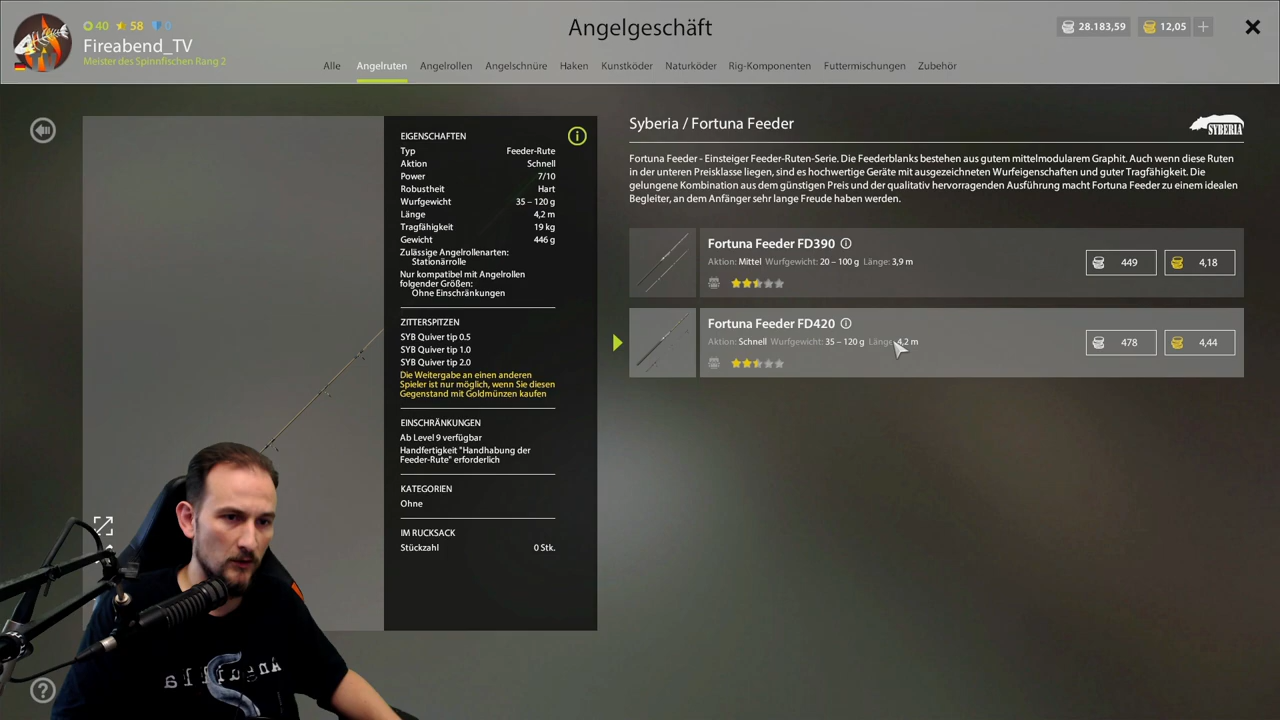 40 58 0
Fireabend_TV
Meister des Spinnfischen Rang 2
Angelgeschäft
28.183,59
12,05
Alle
Angelruten
Angelrollen
Angelschnüre
Haken
Kunstköder
Naturköder
Rig-Komponenten
Futtermischungen
Zubehör
EIGENSCHAFTEN
Typ Feeder-Rute
Aktion Schnell
Power 7/10
Robustheit Hart
Wurfgewicht 35 – 120 g
Länge 4,2 m
Tragfähigkeit 19 kg
Gewicht 446 g
Zulässige Angelrollenarten:
Stationärrolle
Nur kompatibel mit Angelrollen
folgender Größen:
Ohne Einschränkungen
ZITTERSPITZEN
SYB Quiver tip 0.5
SYB Quiver tip 1.0
SYB Quiver tip 2.0
Die Weitergabe an einen anderen
Spieler ist nur möglich, wenn Sie diesen
Gegenstand mit Goldmünzen kaufen
EINSCHRÄNKUNGEN
Ab Level 9 verfügbar
Handfertigkeit "Handhabung der
Feeder-Rute" erforderlich
KATEGORIEN
Ohne
IM RUCKSACK
Stückzahl 0 Stk.
Syberia / Fortuna Feeder
SYBERIA
Fortuna Feeder - Einsteiger Feeder-Ruten-Serie. Die Feederblanks bestehen aus gutem mittelmodularem Graphit. Auch wenn diese Ruten
in der unteren Preisklasse liegen, sind es hochwertige Geräte mit ausgezeichneten Wurfeigenschaften und guter Tragfähigkeit. Die
gelungene Kombination aus dem günstigen Preis und der qualitativ hervorragenden Ausführung macht Fortuna Feeder zu einem idealen
Begleiter, an dem Anfänger sehr lange Freude haben werden.
Fortuna Feeder FD390
Aktion: Mittel Wurfgewicht: 20 – 100 g Länge: 3,9 m
449
4,18
Fortuna Feeder FD420
Aktion: Schnell Wurfgewicht: 35 – 120 g Länge: 4,2 m
478
4,44
Anguilla